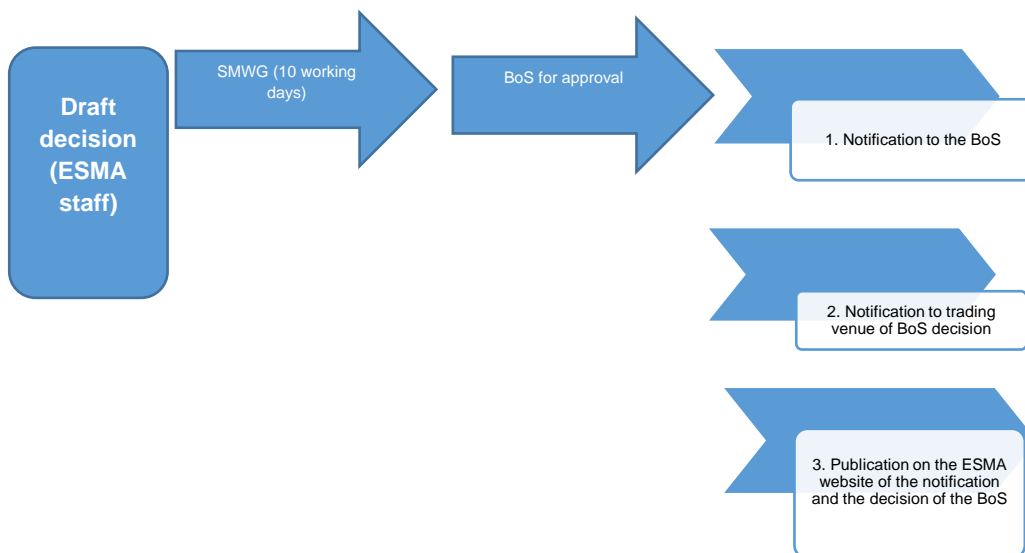 Draft
decision
(ESMA
staff)
SMWG (10 working
days)
BoS for approval
1. Notification to the BoS
2. Notification to trading
venue of BoS decision
3. Publication on the ESMA
website of the notification
and the decision of the BoS